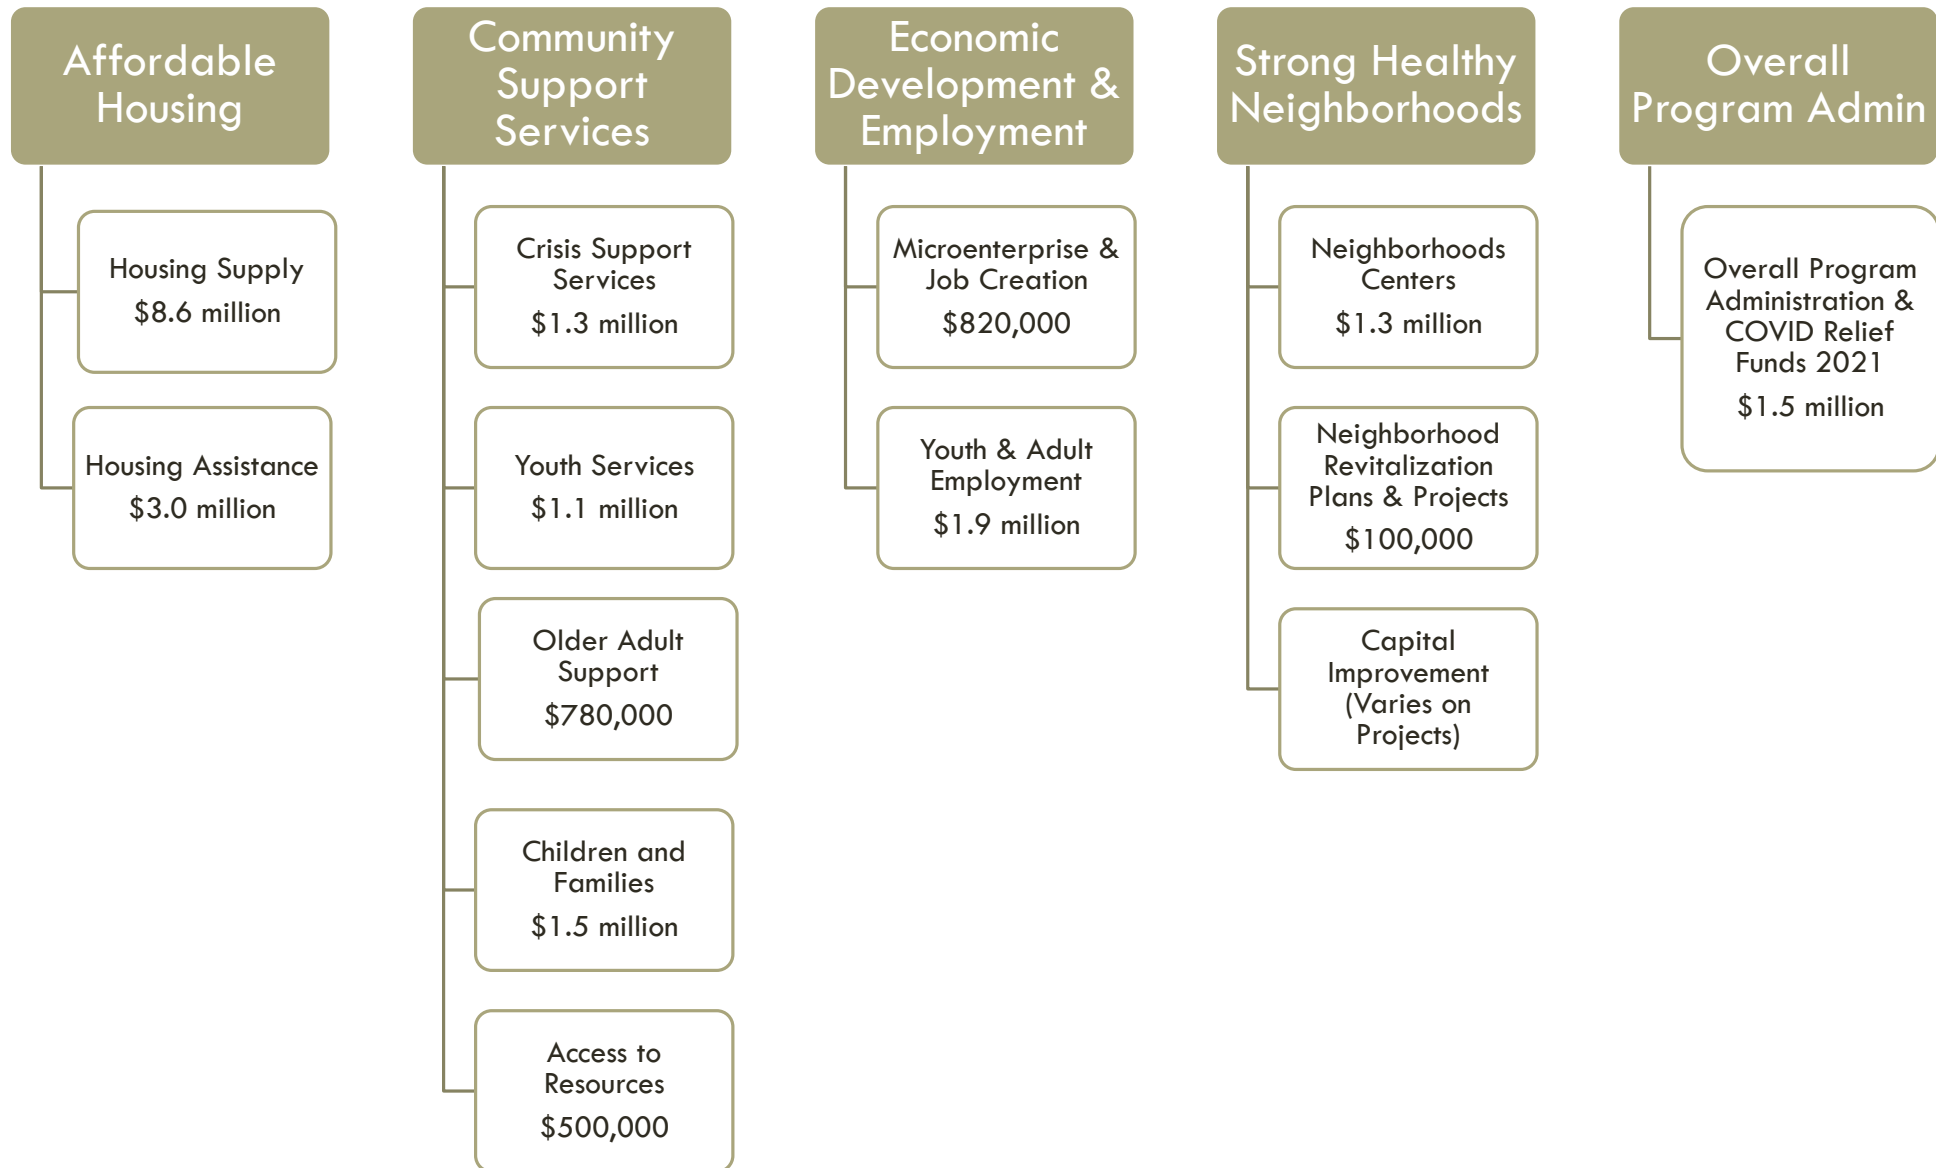 Affordable
Housing
Housing Supply
$8.6 million
Housing Assistance
$3.0 million
Community
Support
Services
Crisis Support
Services
$1.3 million
Youth Services
$1.1 million
Older Adult
Support
$780,000
Children and
Families
$1.5 million
Access to
Resources
$500,000
Economic
Development &
Employment
Microenterprise &
Job Creation
$820,000
Youth & Adult
Employment
$1.9 million
Strong Healthy
Neighborhoods
Neighborhoods
Centers
$1.3 million
Neighborhood
Revitalization
Plans & Projects
$100,000
Capital
Improvement
(Varies on
Projects)
Overall
Program Admin
Overall Program
Administration &
COVID Relief
Funds 2021
$1.5 million